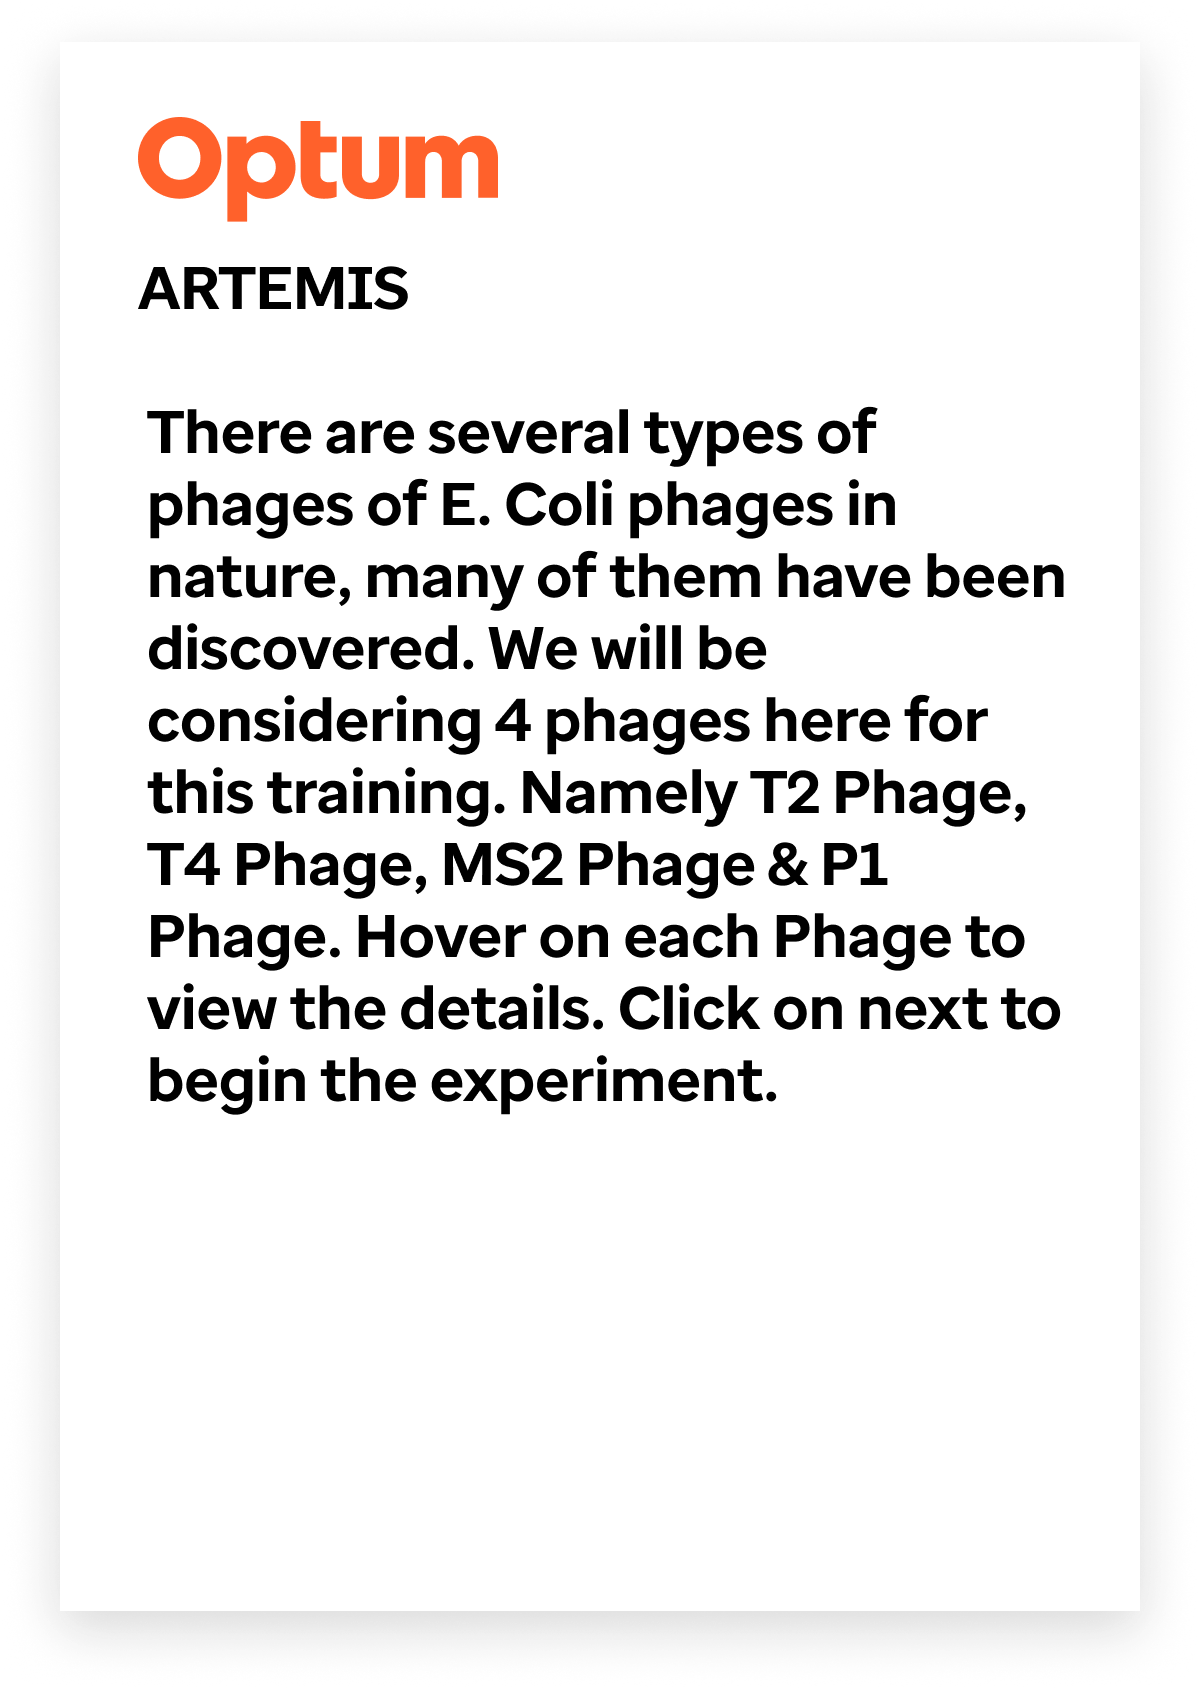 Optum
ARTEMIS
There are several types of
phages of E. Coli phages in
nature, many of them have been
discovered. We will be
considering 4 phages here for
this training. Namely T2 Phage,
T4 Phage, MS2 Phage & P1
Phage. Hover on each Phage to
view the details. Click on next to
begin the experiment.